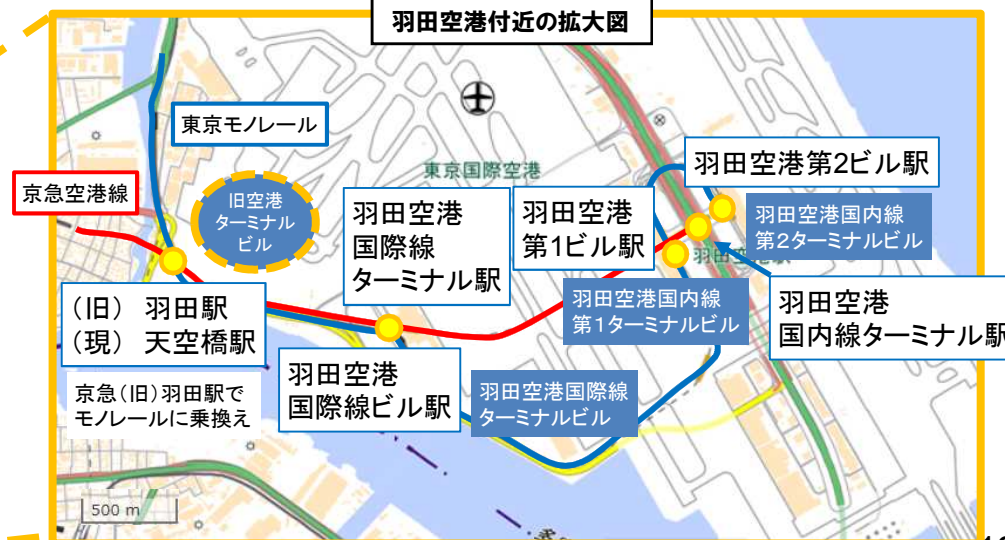 羽田空港付近の拡大図
東京モノレール
京急空港線
旧空港
ターミナル
ビル
東京国際空港
羽田空港
国際線
ターミナル駅
羽田空港
第1ビル駅
羽田空港第2ビル駅
羽田空港国内線
第2ターミナルビル
羽田空港国内線
第1ターミナルビル
羽田空港
国内線ターミナル駅
(旧) 羽田駅
(現) 天空橋駅
京急(旧)羽田駅で
モノレールに乗換え
羽田空港
国際線ビル駅
羽田空港国際線
ターミナルビル
500 m